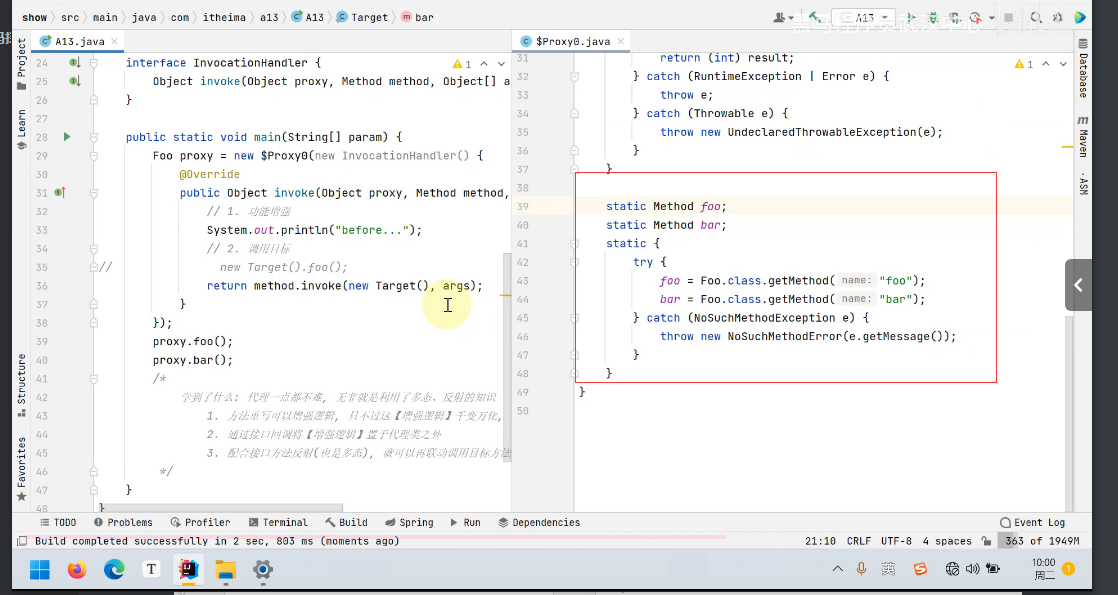 show
src
main
java
com
itheima
a13
A13
Target
bar
A13
Project
Learn
Structure
Favorites
A13.java
24 interface InvocationHandler {
25 Object invoke(Object proxy, Method method, Object[] a
26 }
27
28 public static void main(String[] param) {
29 Foo proxy = new $Proxy0(new InvocationHandler() {
30 @Override
31 public Object invoke(Object proxy, Method method,
32 // 1. 功能增强
33 System.out.println("before...");
34 // 2. 调用目标
35 // new Target().foo();
36 return method.invoke(new Target(), args);
37 }
38 });
39 proxy.foo();
40 proxy.bar();
41 /*
42 学到了什么: 代理一点都不难, 无非就是利用了多态、反射的知识
43 1. 方法重写可以增强逻辑, 只不过这【增强逻辑】千变万化,
44 2. 通过接口回调将【增强逻辑】置于代理类之外
45 3. 配合接口方法反射(也是多态), 就可以再联动调用目标方法
46 */
47 }
48 }
1
$Proxy0.java
31 return (int) result;
32 } catch (RuntimeException | Error e) {
33 throw e;
34 } catch (Throwable e) {
35 throw new UndeclaredThrowableException(e);
36 }
37 }
38
39 static Method foo;
40 static Method bar;
41 static {
42 try {
43 foo = Foo.class.getMethod( name: "foo");
44 bar = Foo.class.getMethod( name: "bar");
45 } catch (NoSuchMethodException e) {
46 throw new NoSuchMethodError(e.getMessage());
47 }
48 }
49 }
50
1
Database
m Maven
ASM
TODO
Problems
Profiler
Terminal
Build
Spring
Run
Dependencies
Event Log
Build completed successfully in 2 sec, 803 ms (moments ago)
21:10 CRLF UTF-8 4 spaces 363 of 1949M
T
英
10:00
周二
1